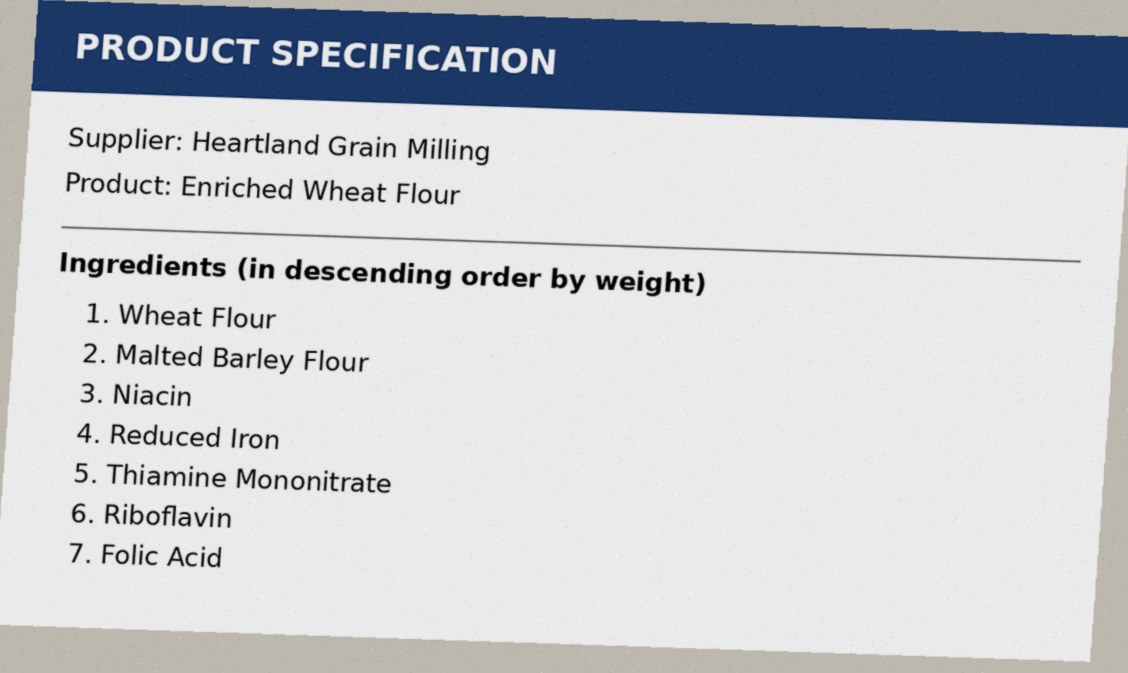 PRODUCT SPECIFICATION
Supplier: Heartland Grain Milling
Product: Enriched Wheat Flour
Ingredients (in descending order by weight)
1. Wheat Flour
2. Malted Barley Flour
3. Niacin
4. Reduced Iron
5. Thiamine Mononitrate
6. Riboflavin
7. Folic Acid